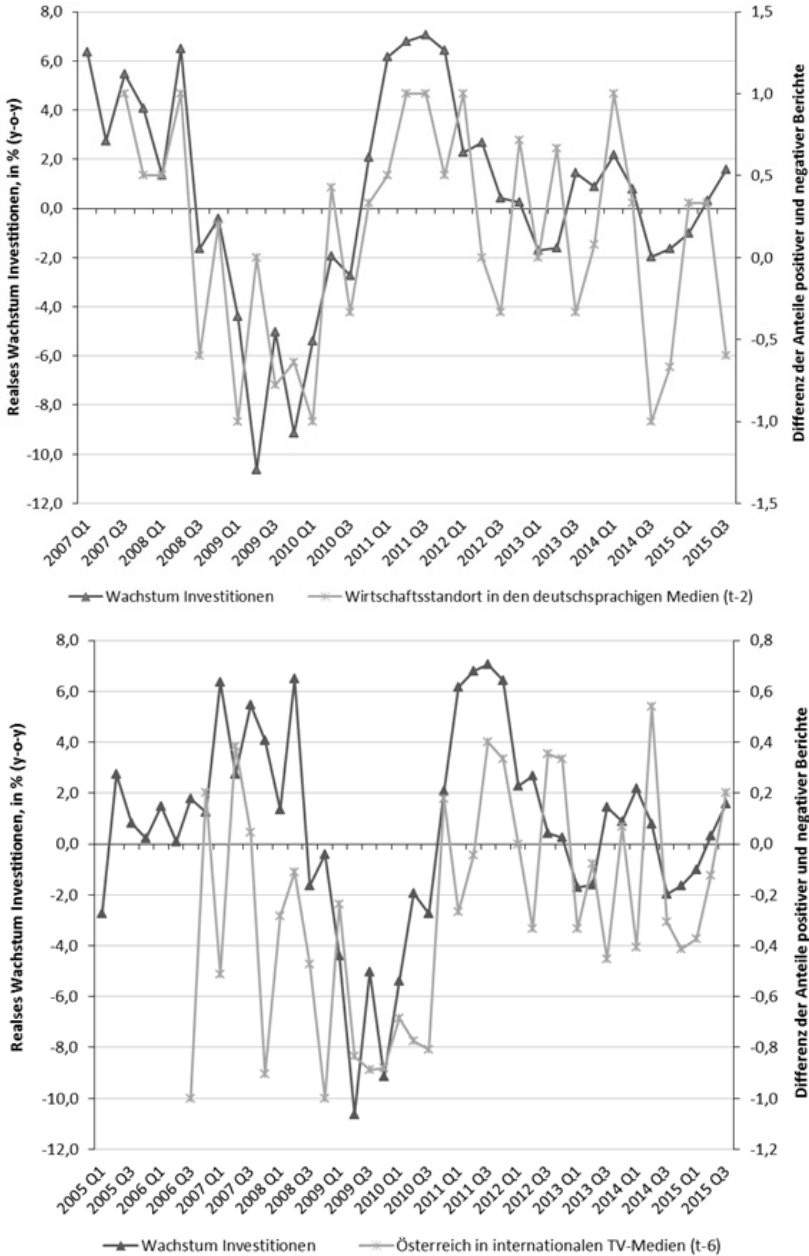 Realses Wachstum Investitionen, in % (y-o-y)
8,0
6,0
4,0
2,0
0,0
-2,0
-4,0
-6,0
-8,0
-10,0
-12,0
1,5
1,0
0,5
0,0
-0,5
-1,0
-1,5
Differenz der Anteile positiver und negativer Berichte
2007 Q1
2007 Q3
2008 Q1
2008 Q3
2009 Q1
2009 Q3
2010 Q1
2010 Q3
2011 Q1
2011 Q3
2012 Q1
2012 Q3
2013 Q1
2013 Q3
2014 Q1
2014 Q3
2015 Q1
2015 Q3
Wachstum Investitionen
Wirtschaftsstandort in den deutschsprachigen Medien (t-2)
Realses Wachstum Investitionen, in % (y-o-y)
8,0
6,0
4,0
2,0
0,0
-2,0
-4,0
-6,0
-8,0
-10,0
-12,0
0,8
0,6
0,4
0,2
0,0
-0,2
-0,4
-0,6
-0,8
-1,0
-1,2
Differenz der Anteile positiver und negativer Berichte
2005 Q1
2005 Q3
2006 Q1
2006 Q3
2007 Q1
2007 Q3
2008 Q1
2008 Q3
2009 Q1
2009 Q3
2010 Q1
2010 Q3
2011 Q1
2011 Q3
2012 Q1
2012 Q3
2013 Q1
2013 Q3
2014 Q1
2014 Q3
2015 Q1
2015 Q3
Wachstum Investitionen
Österreich in internationalen TV-Medien (t-6)